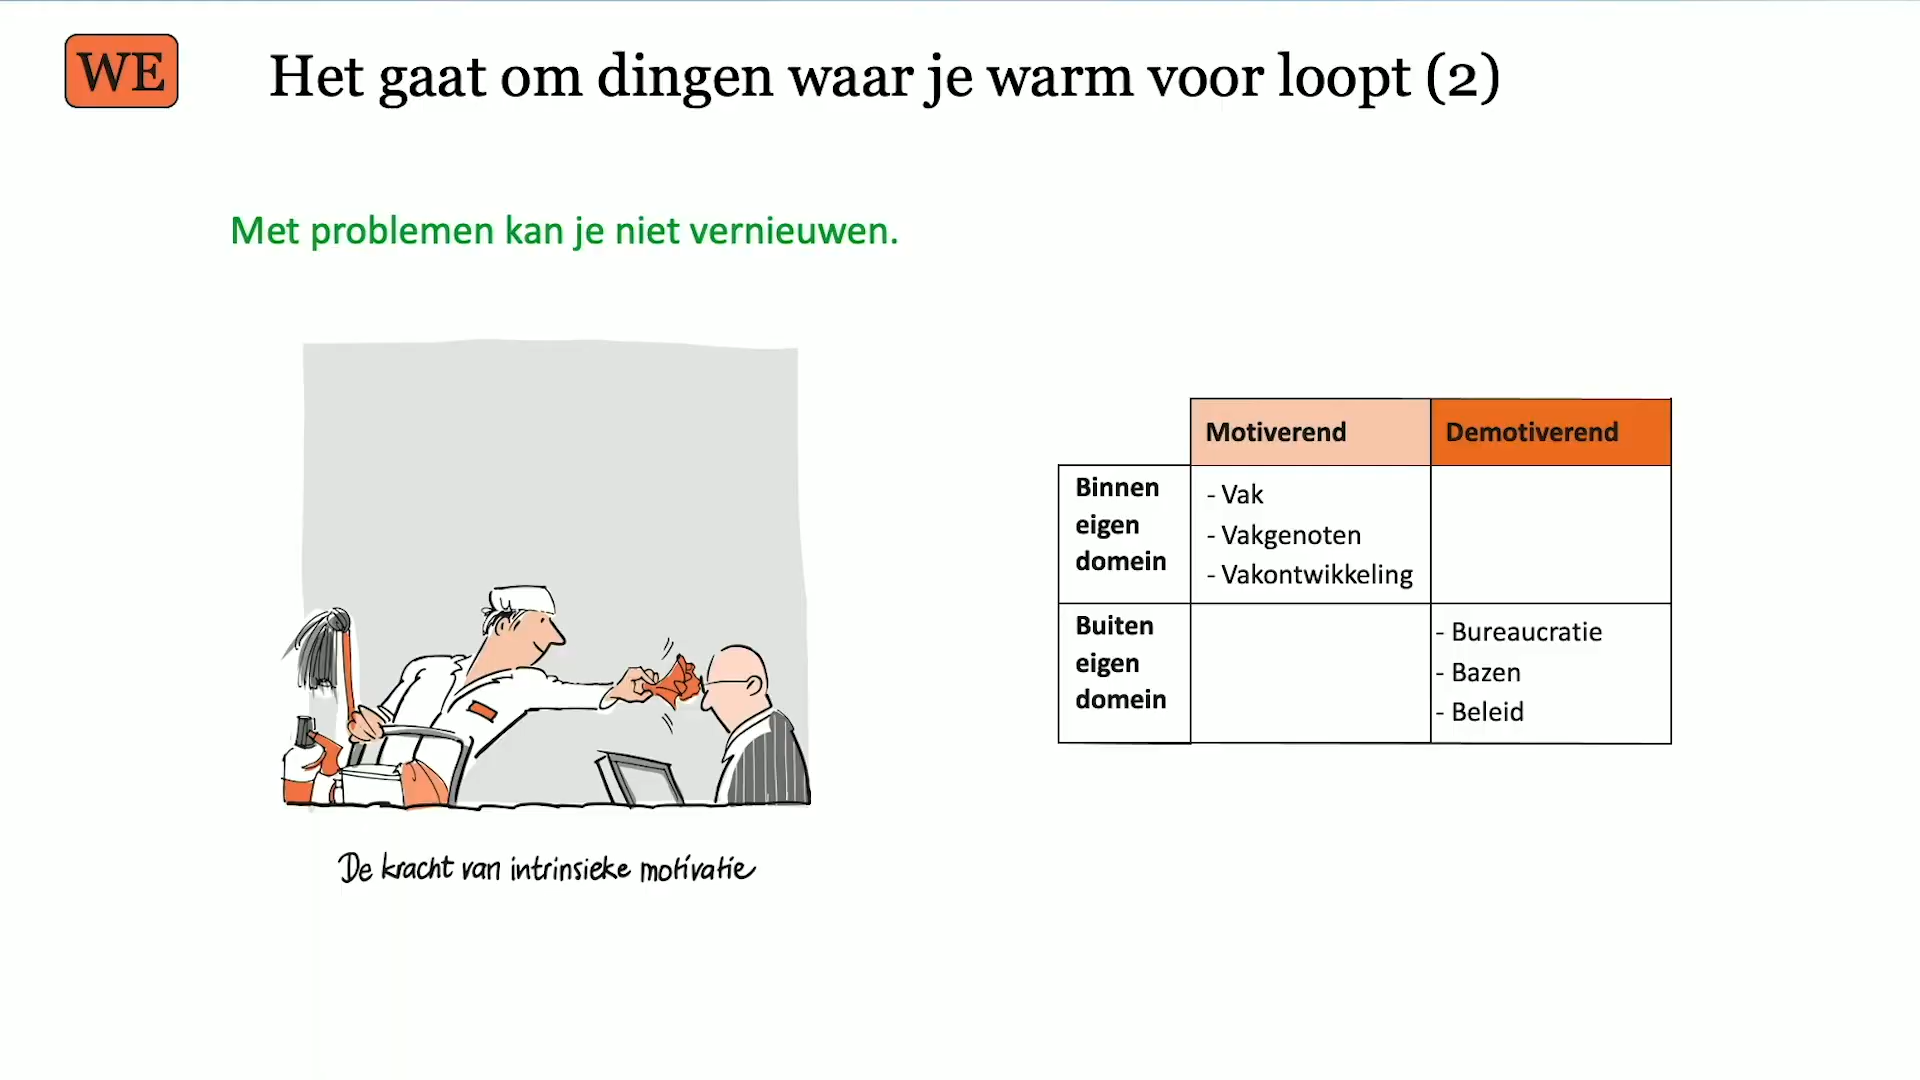 WE
Het gaat om dingen waar je warm voor loopt (2)
Met problemen kan je niet vernieuwen.
De kracht van intrinsieke motivatie
Motiverend
Demotiverend
Binnen
eigen
domein
- Vak
- Vakgenoten
- Vakontwikkeling
Buiten
eigen
domein
- Bureaucratie
- Bazen
- Beleid